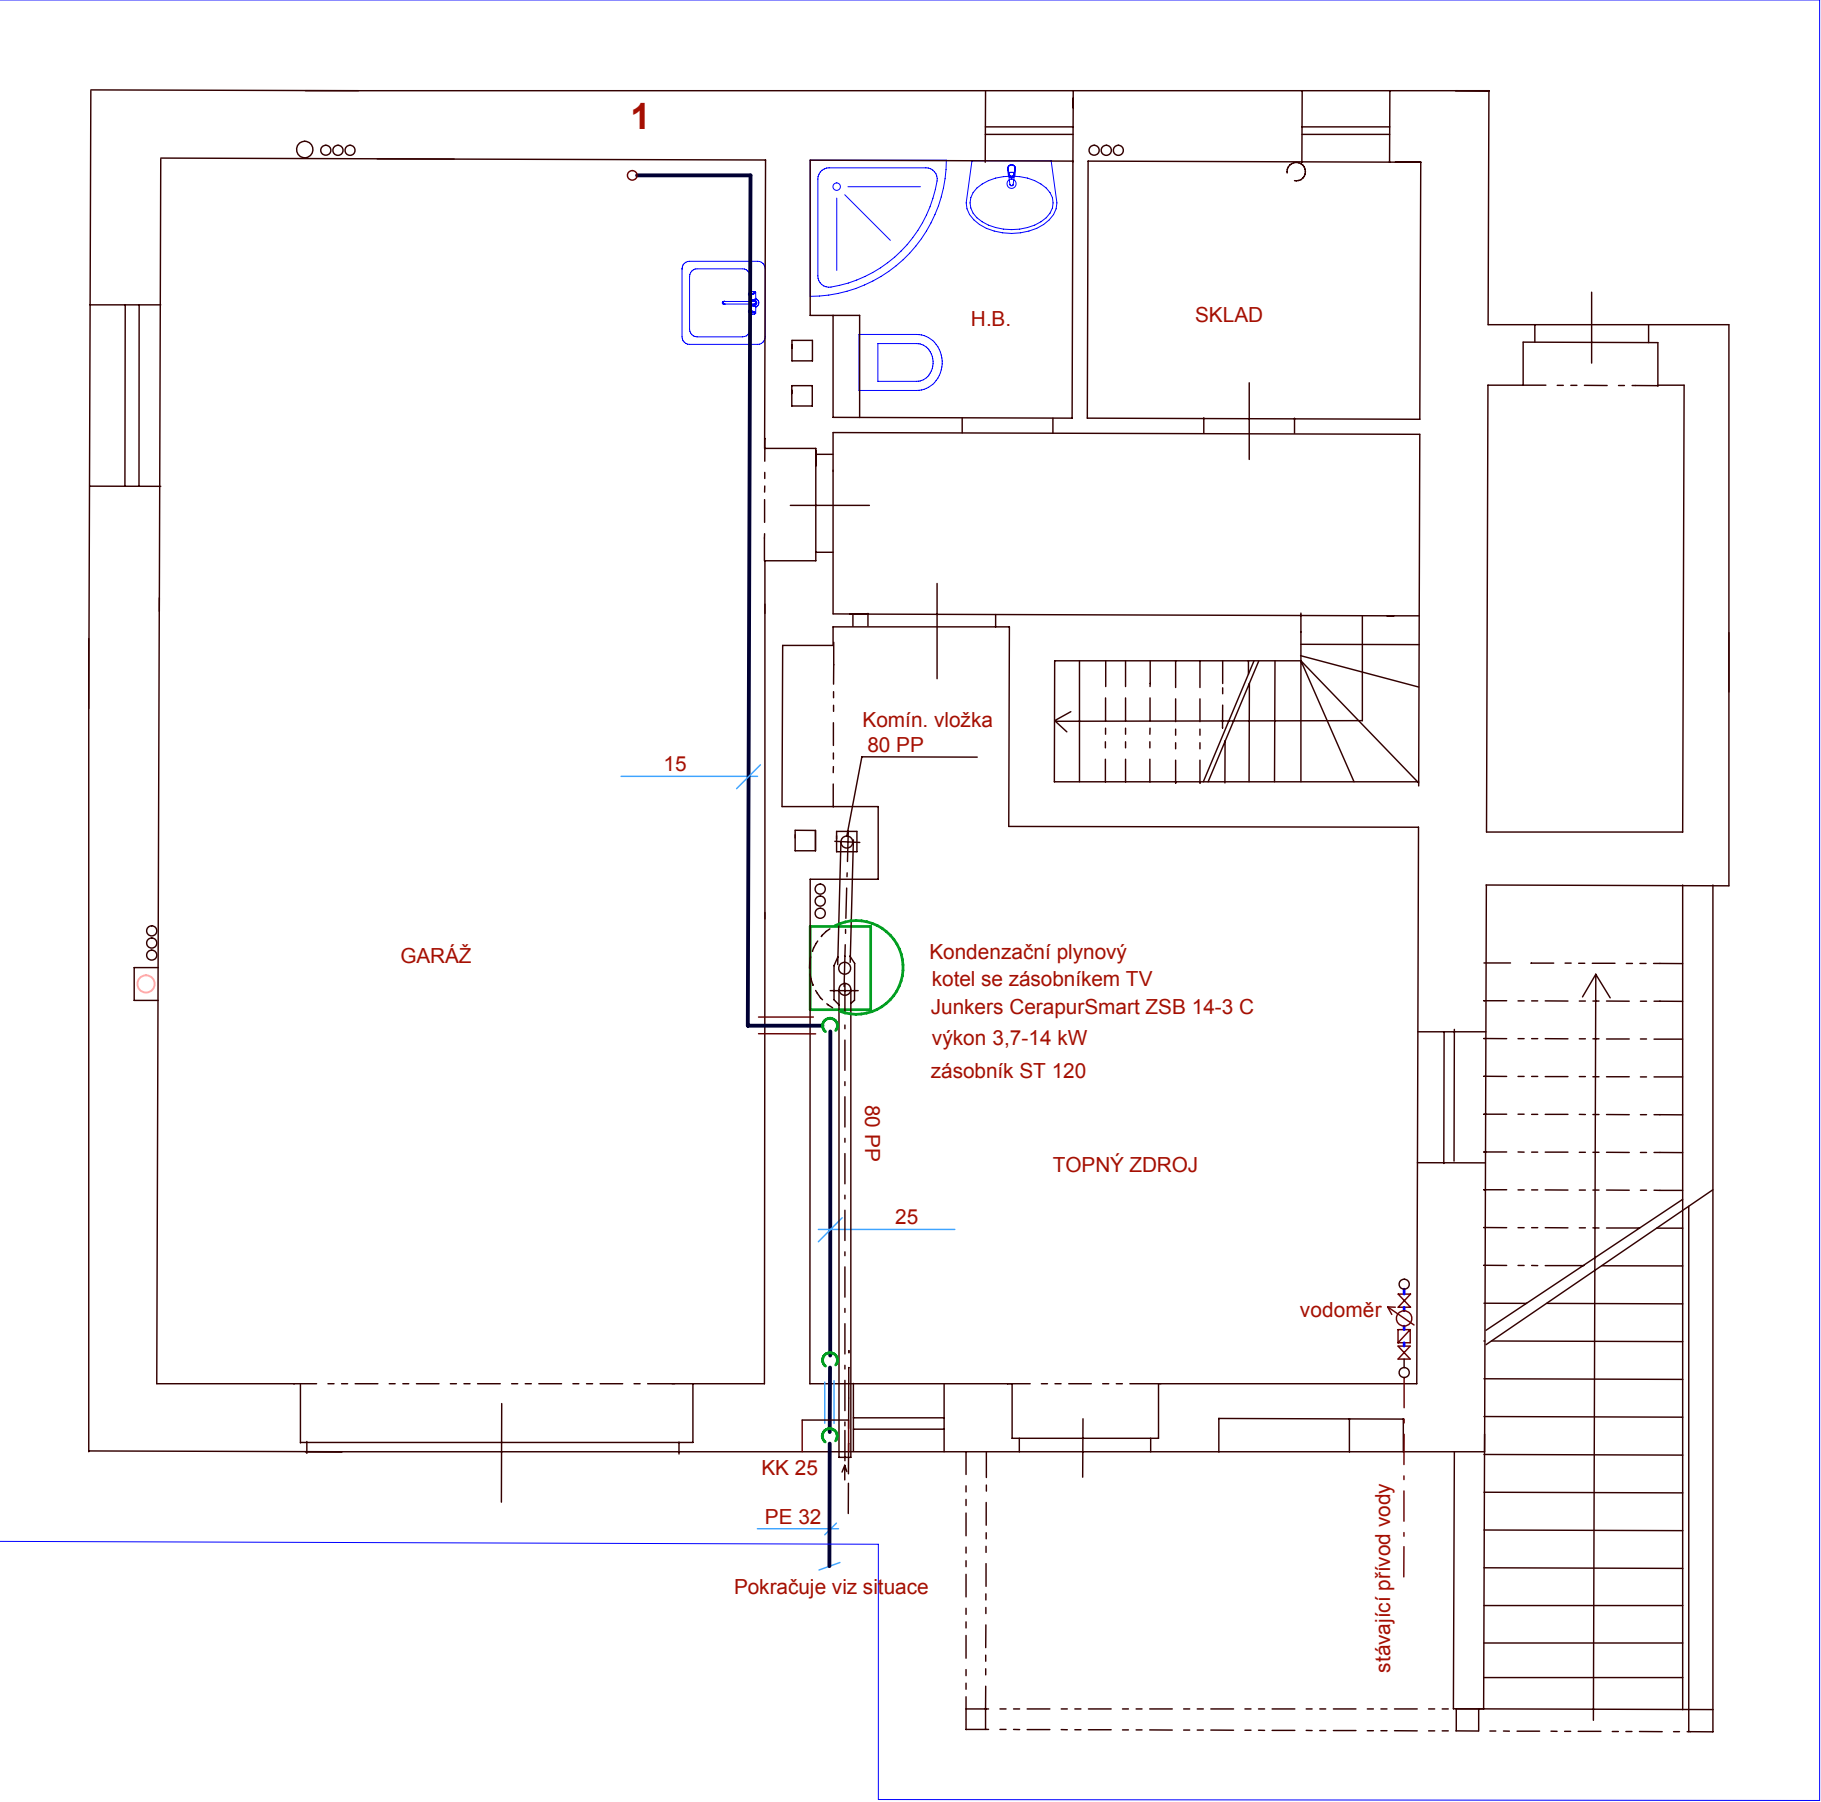 1
H.B.
SKLAD
Komín. vložka
80 PP
15
GARÁŽ
Kondenzační plynový
kotel se zásobníkem TV
Junkers CerapurSmart ZSB 14-3 C
výkon 3,7-14 kW
zásobník ST 120
80 PP
TOPNÝ ZDROJ
25
vodoměr
KK 25
PE 32
Pokračuje viz situace
stávající přívod vody